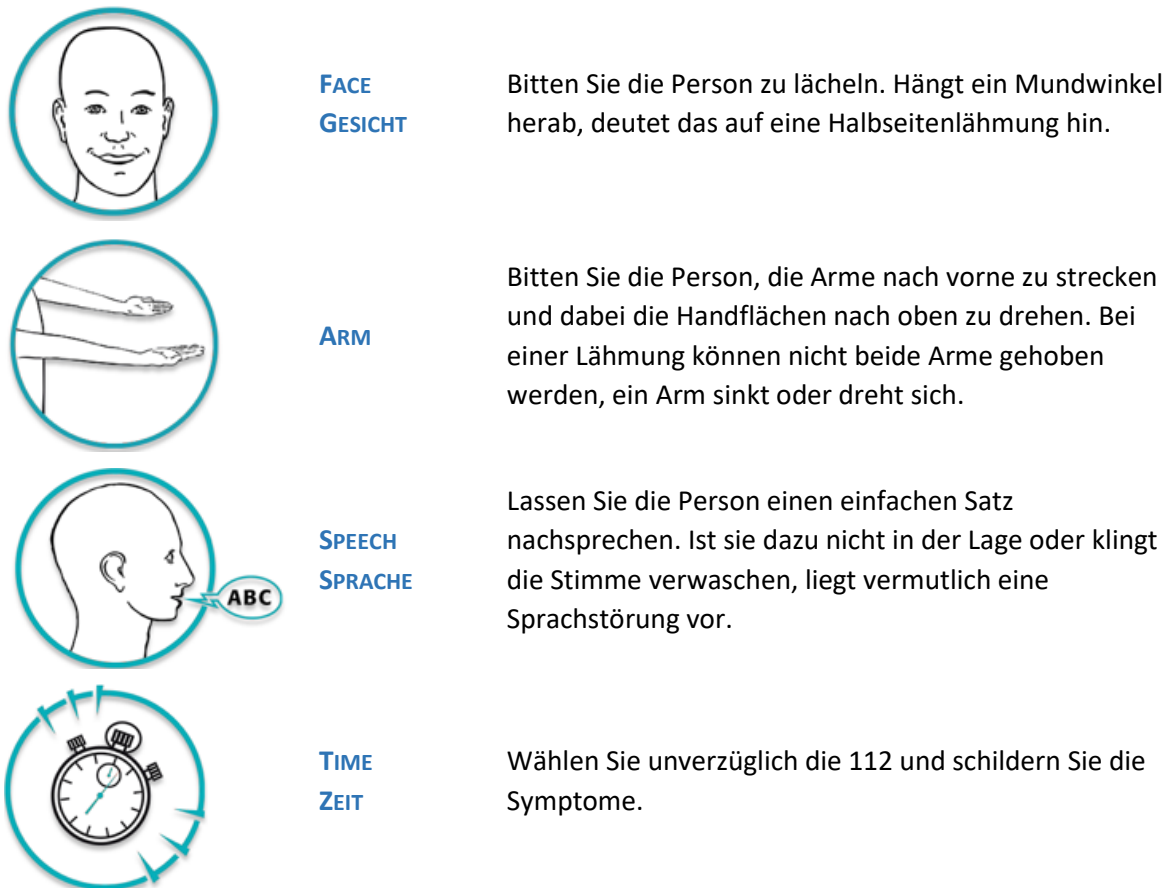 FACE
GESICHT
Bitten Sie die Person zu lächeln. Hängt ein Mundwinkel
herab, deutet das auf eine Halbseitenlähmung hin.
ARM
Bitten Sie die Person, die Arme nach vorne zu strecken
und dabei die Handflächen nach oben zu drehen. Bei
einer Lähmung können nicht beide Arme gehoben
werden, ein Arm sinkt oder dreht sich.
ABC
SPEECH
SPRACHE
Lassen Sie die Person einen einfachen Satz
nachsprechen. Ist sie dazu nicht in der Lage oder klingt
die Stimme verwaschen, liegt vermutlich eine
Sprachstörung vor.
TIME
ZEIT
Wählen Sie unverzüglich die 112 und schildern Sie die
Symptome.